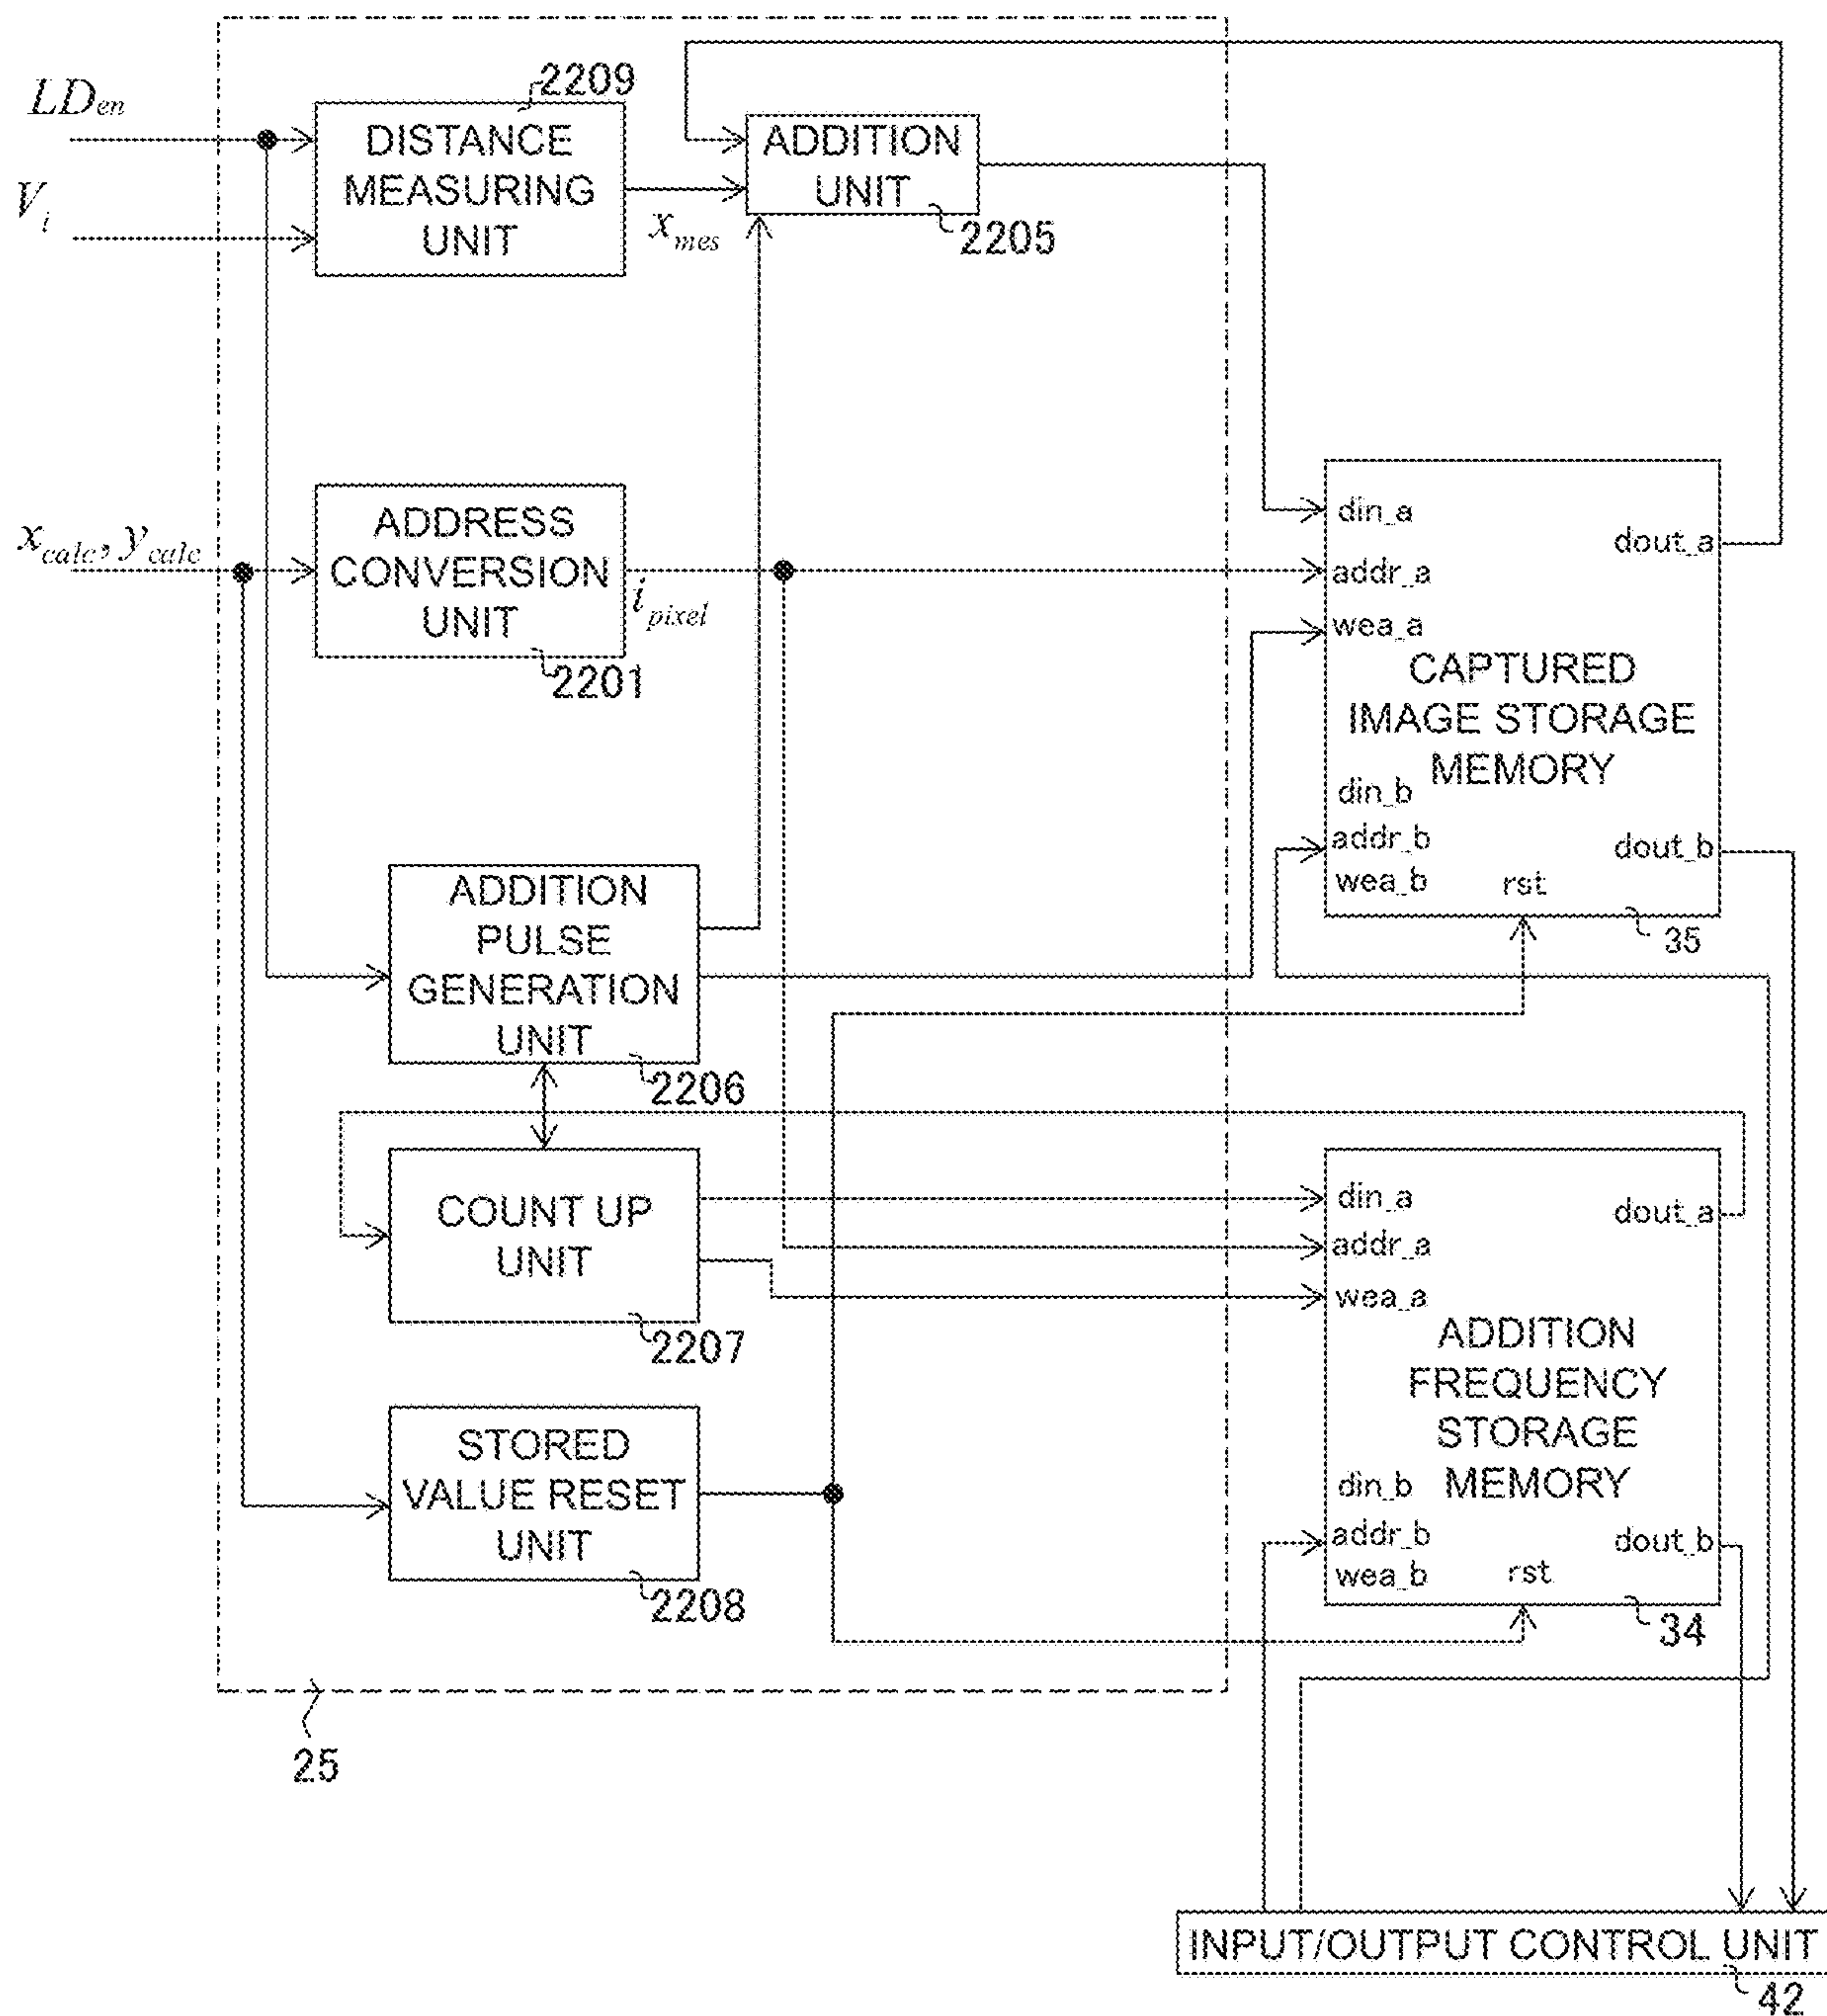 LDen
Vi
2209
DISTANCE
MEASURING
UNIT
xmes
ADDITION
UNIT
2205
xcalc, ycalc
ADDRESS
CONVERSION
UNIT
2201
ipixel
din_a
addr_a
wea_a
dout_a
CAPTURED
IMAGE STORAGE
MEMORY
din_b
addr_b
wea_b
rst
dout_b
35
ADDITION
PULSE
GENERATION
UNIT
2206
COUNT UP
UNIT
2207
din_a
addr_a
wea_a
dout_a
ADDITION
FREQUENCY
STORAGE
MEMORY
din_b
addr_b
wea_b
rst
dout_b
34
STORED
VALUE RESET
UNIT
2208
25
INPUT/OUTPUT CONTROL UNIT
42